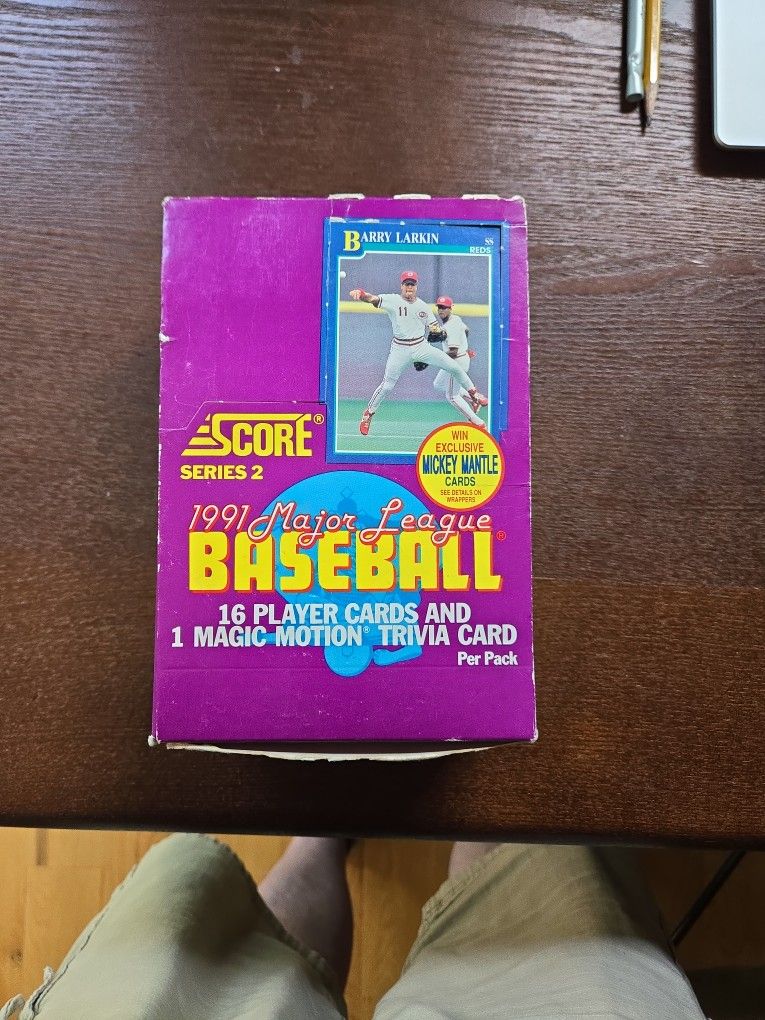 BARRY LARKIN
SS
REDS
11
SCORE®
SERIES 2
WIN
EXCLUSIVE
MICKEY MANTLE
CARDS
SEE DETAILS ON
WRAPPERS
1991 Major League
BASEBALL®
16 PLAYER CARDS AND
1 MAGIC MOTION® TRIVIA CARD
Per Pack